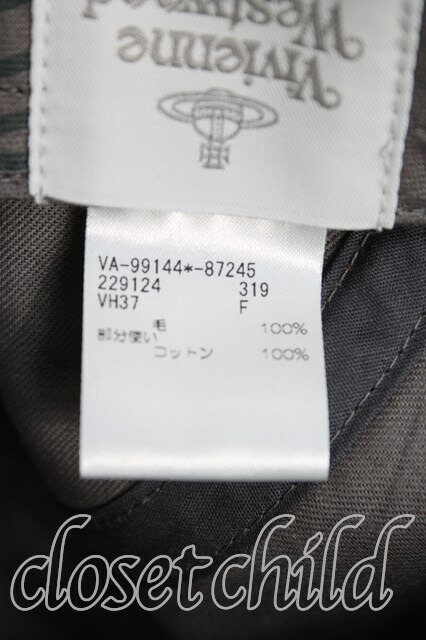 Vivienne
Westwood
VA-99144*-87245
229124 319
VH37 F
毛 100%
部分使い
コットン 100%
closet child